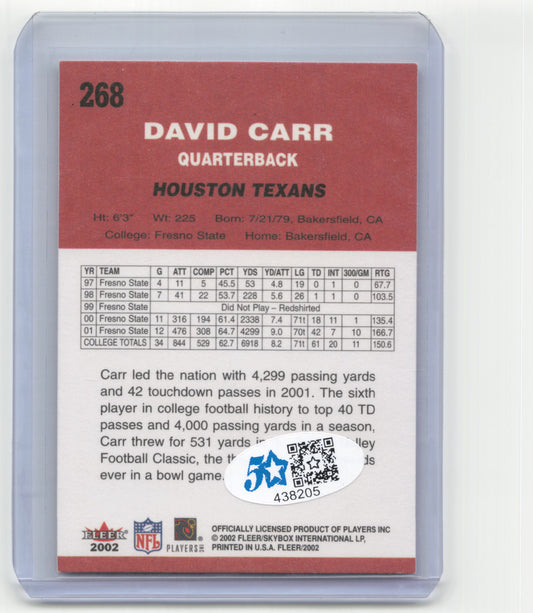 268
DAVID CARR
QUARTERBACK
HOUSTON TEXANS
Ht: 6'3" Wt: 225 Born: 7/21/79, Bakersfield, CA
College: Fresno State Home: Bakersfield, CA
YR TEAM G ATT COMP PCT YDS YD/ATT LG TD INT 300/GM RTG
97 Fresno State 4 11 5 45.5 53 4.8 19 0 1 0 67.7
98 Fresno State 7 41 22 53.7 228 5.6 26 1 1 0 103.5
99 Fresno State Did Not Play – Redshirted
00 Fresno State 11 316 194 61.4 2338 7.4 71t 18 11 1 135.4
01 Fresno State 12 476 308 64.7 4299 9.0 70t 42 7 10 166.7
COLLEGE TOTALS 34 844 529 62.7 6918 8.2 71t 61 20 11 150.6
Carr led the nation with 4,299 passing yards
and 42 touchdown passes in 2001. The sixth
player in college football history to top 40 TD
passes and 4,000 passing yards in a season,
Carr threw for 531 yards
Football Classic, the
ever in a bowl game.
5
438205
FLEER
2002
NFL
PLAYERS INC
OFFICIALLY LICENSED PRODUCT OF PLAYERS INC
© 2002 FLEER/SKYBOX INTERNATIONAL LP,
PRINTED IN U.S.A. FLEER/2002